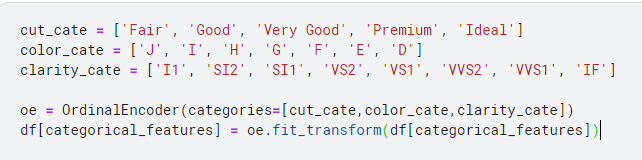 cut_cate = ['Fair', 'Good', 'Very Good', 'Premium', 'Ideal']
color_cate = ['J', 'I', 'H', 'G', 'F', 'E', 'D']
clarity_cate = ['I1', 'SI2', 'SI1', 'VS2', 'VS1', 'VVS2', 'VVS1', 'IF']
oe = OrdinalEncoder(categories=[cut_cate,color_cate,clarity_cate])
df[categorical_features] = oe.fit_transform(df[categorical_features])